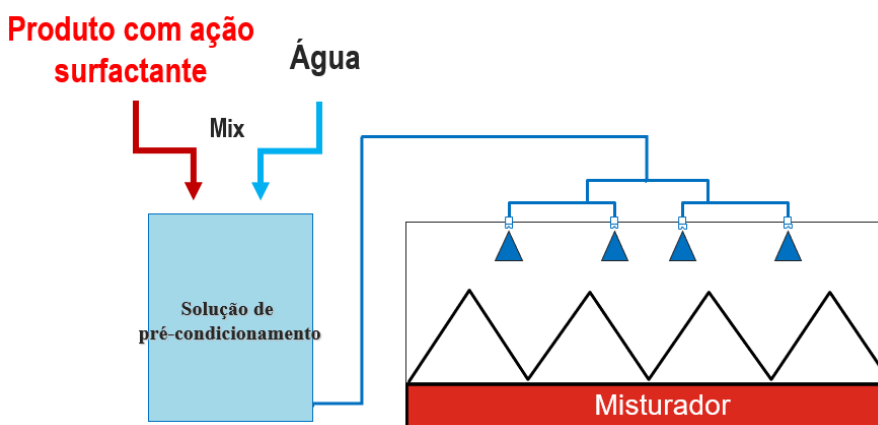 Produto com ação
surfactante
Água
Mix
Solução de
pré-condicionamento
Misturador